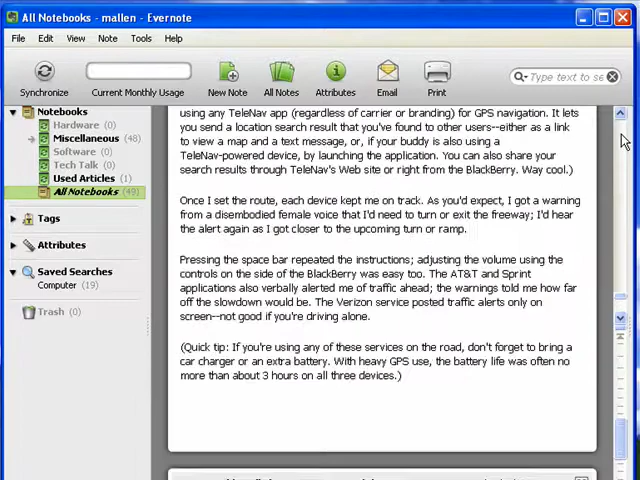 All Notebooks - mallen - Evernote
File Edit View Note Tools Help
Synchronize Current Monthly Usage New Note All Notes Attributes Email Print Type text to se
Notebooks
Hardware (0)
Miscellaneous (48)
Software (0)
Tech Talk (0)
Used Articles (1)
All Notebooks (49)
Tags
Attributes
Saved Searches
Computer (19)
Trash (0)
using any TeleNav app (regardless of carrier or branding) for GPS navigation. It lets
you send a location search result that you've found to other users--either as a link
to view a map and a text message, or, if your buddy is also using a
TeleNav-powered device, by launching the application. You can also share your
search results through TeleNav's Web site or right from the BlackBerry. Way cool.)
Once I set the route, each device kept me on track. As you'd expect, I got a warning
from a disembodied female voice that I'd need to turn or exit the freeway; I'd hear
the alert again as I got closer to the upcoming turn or ramp.
Pressing the space bar repeated the instructions; adjusting the volume using the
controls on the side of the BlackBerry was easy too. The AT&T and Sprint
applications also verbally alerted me of traffic ahead; the warnings told me how far
off the slowdown would be. The Verizon service posted traffic alerts only on
screen--not good if you're driving alone.
(Quick tip: If you're using any of these services on the road, don't forget to bring a
car charger or an extra battery. With heavy GPS use, the battery life was often no
more than about 3 hours on all three devices.)